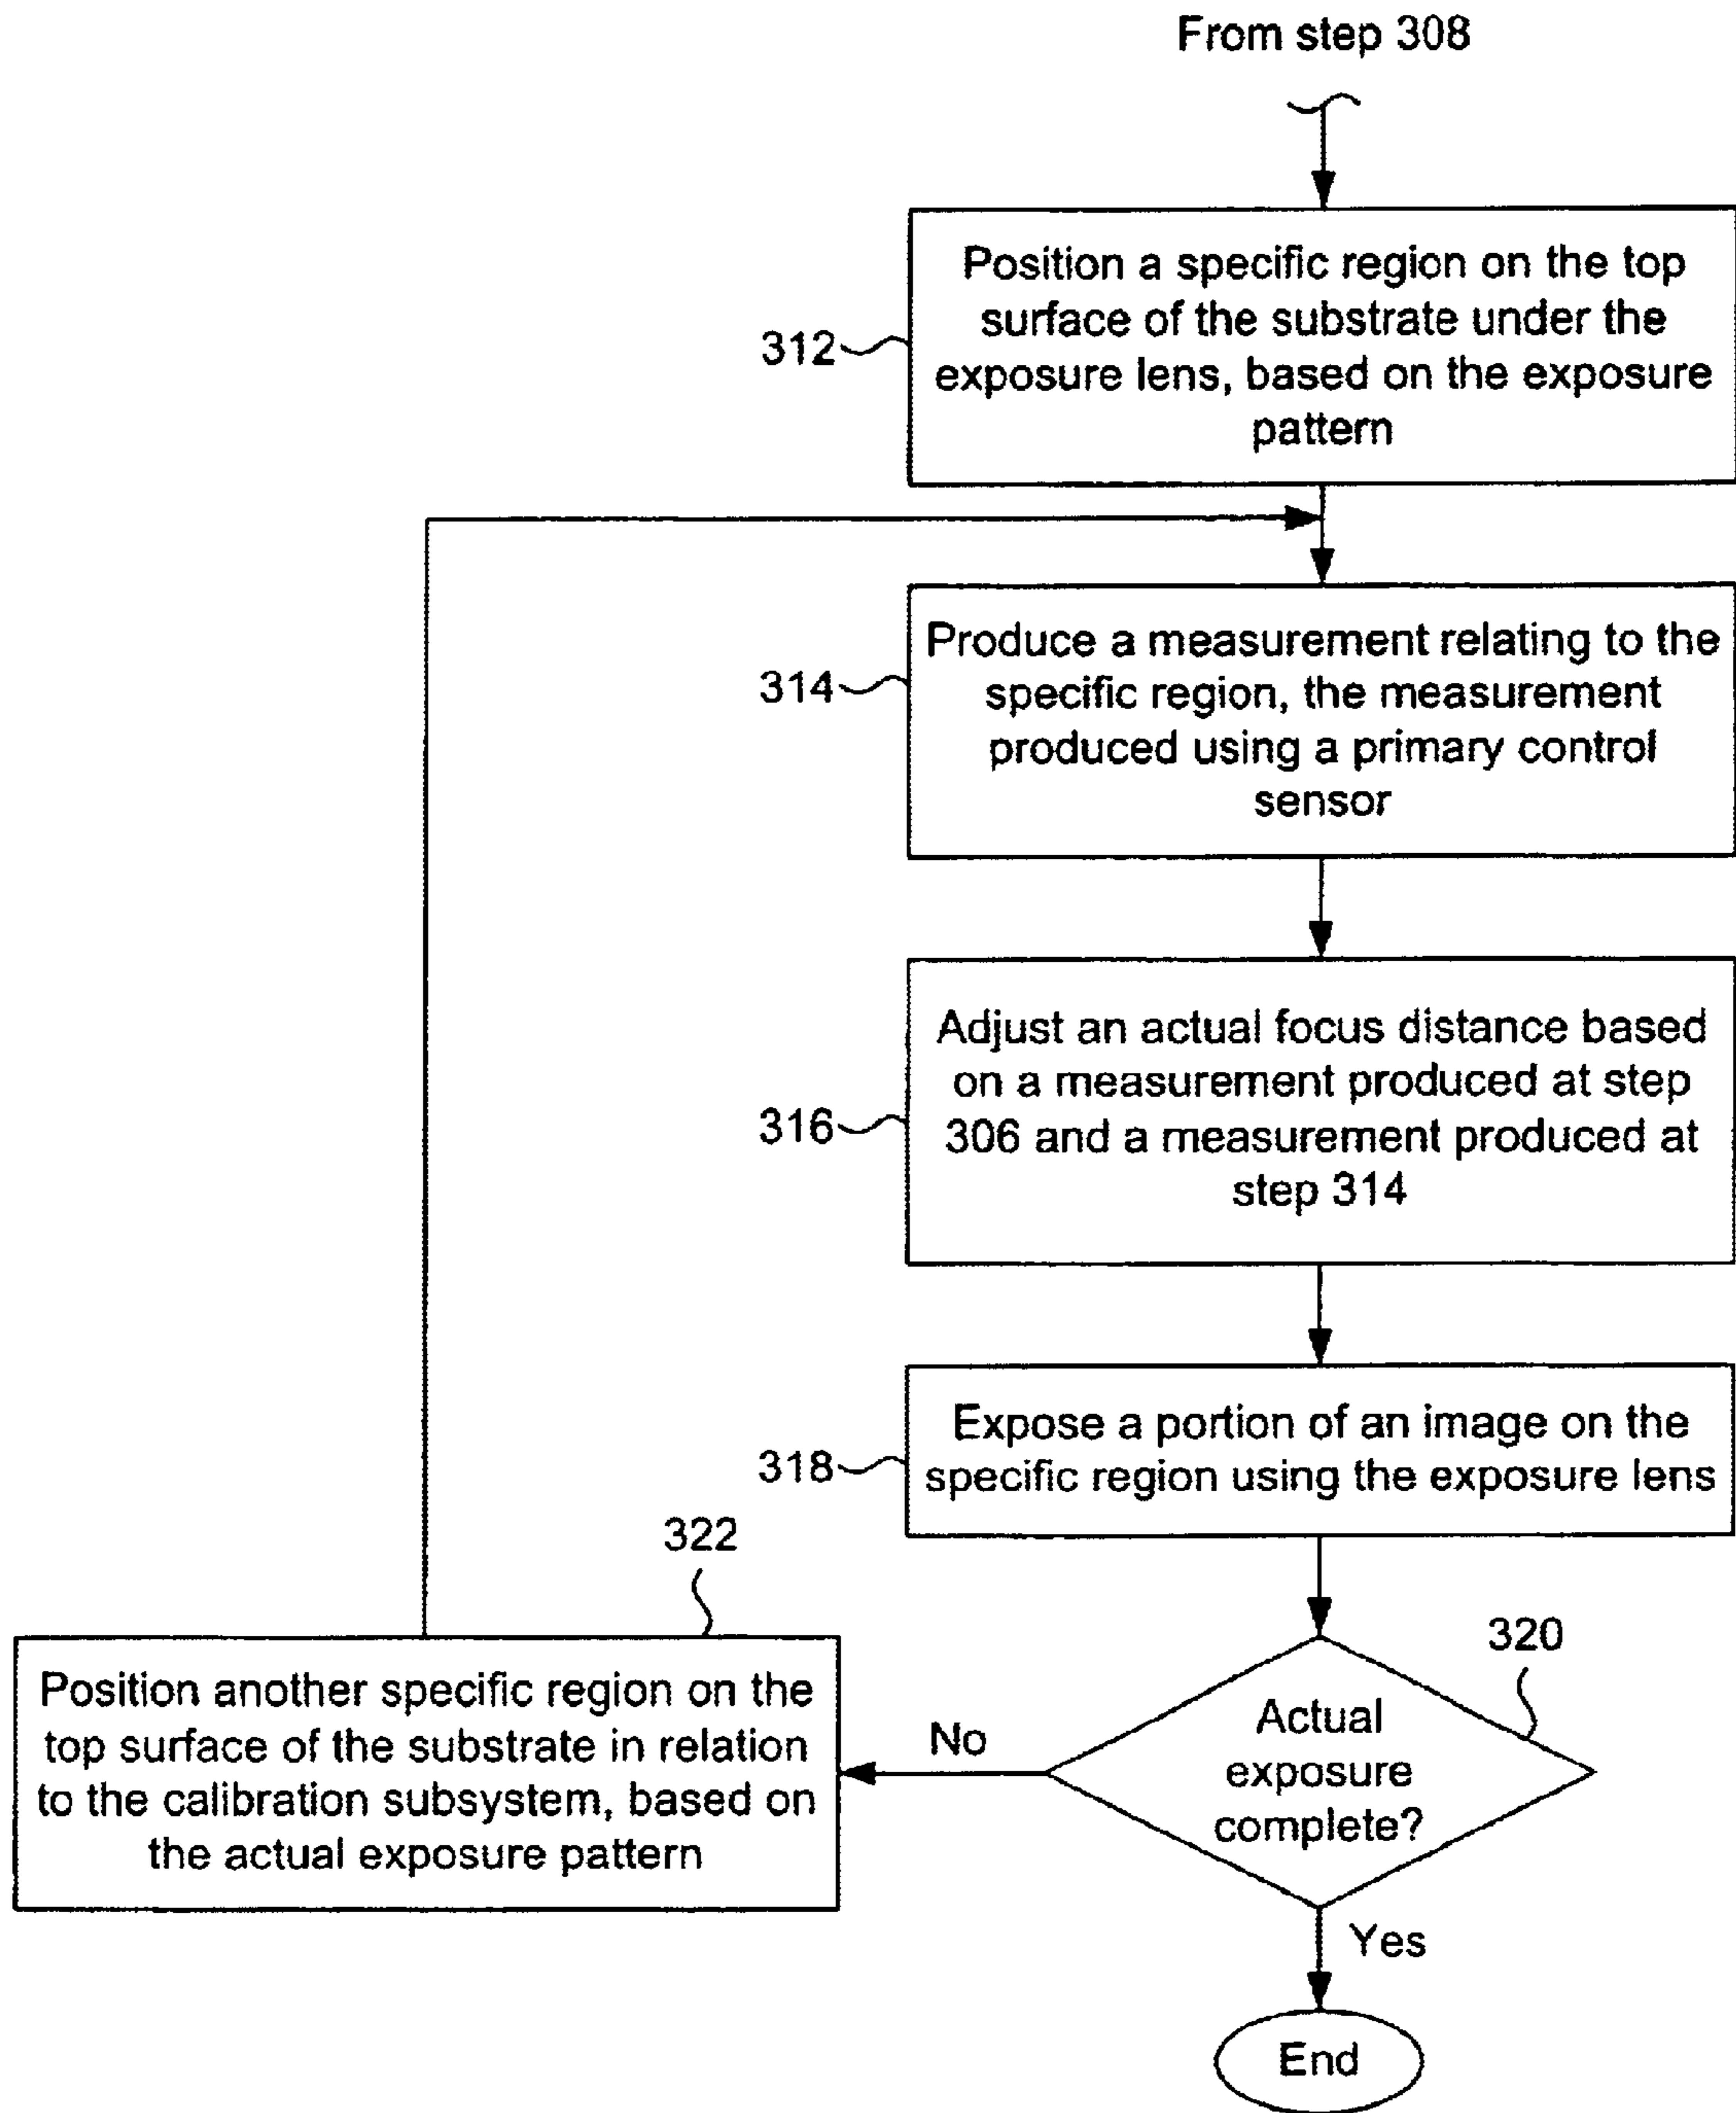 From step 308
Position a specific region on the top
surface of the substrate under the
exposure lens, based on the exposure
pattern
312
Produce a measurement relating to the
specific region, the measurement
produced using a primary control
sensor
314
Adjust an actual focus distance based
on a measurement produced at step
306 and a measurement produced at
step 314
316
Expose a portion of an image on the
specific region using the exposure lens
318
320
Actual
exposure
complete?
No
322
Position another specific region on the
top surface of the substrate in relation
to the calibration subsystem, based on
the actual exposure pattern
Yes
End